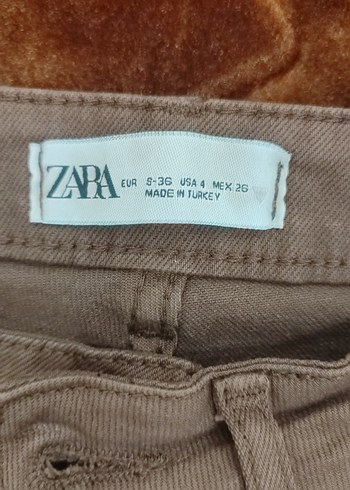 ZARA EUR S-36 USA 4 MEX 26
MADE IN TURKEY